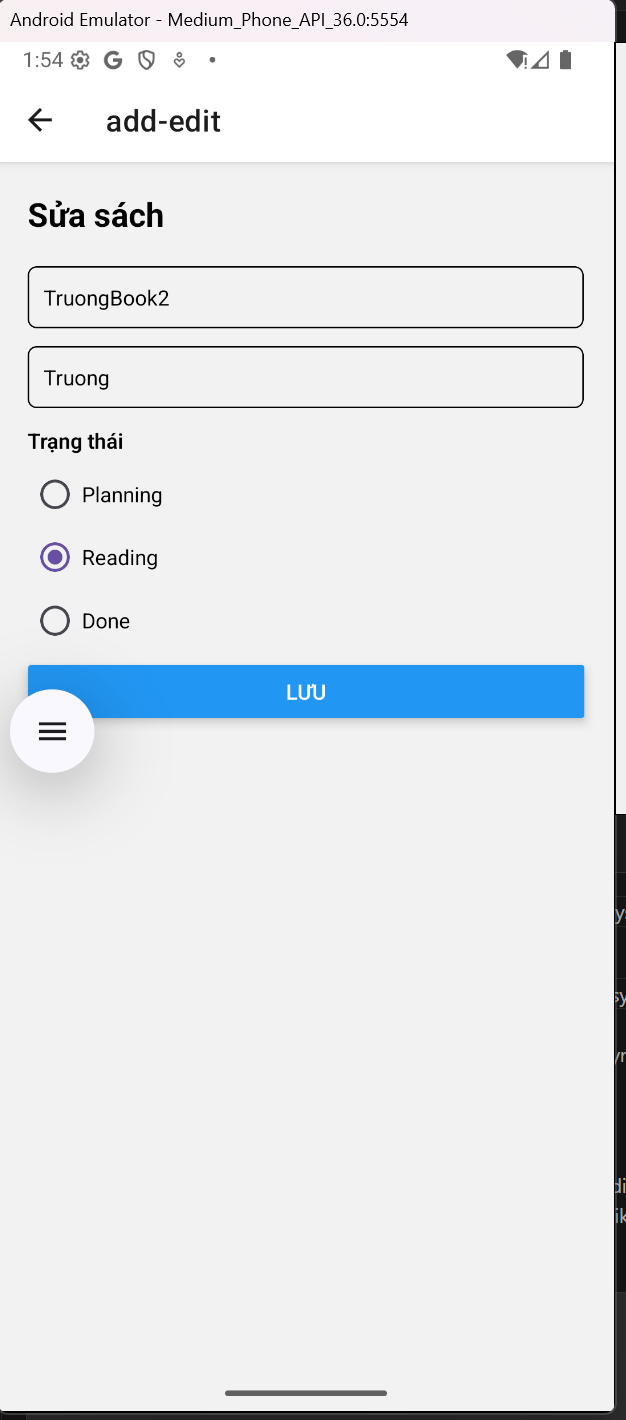 Android Emulator - Medium_Phone_API_36.0:5554
1:54
add-edit
Sửa sách
TruongBook2
Truong
Trạng thái
Planning
Reading
Done
LƯU